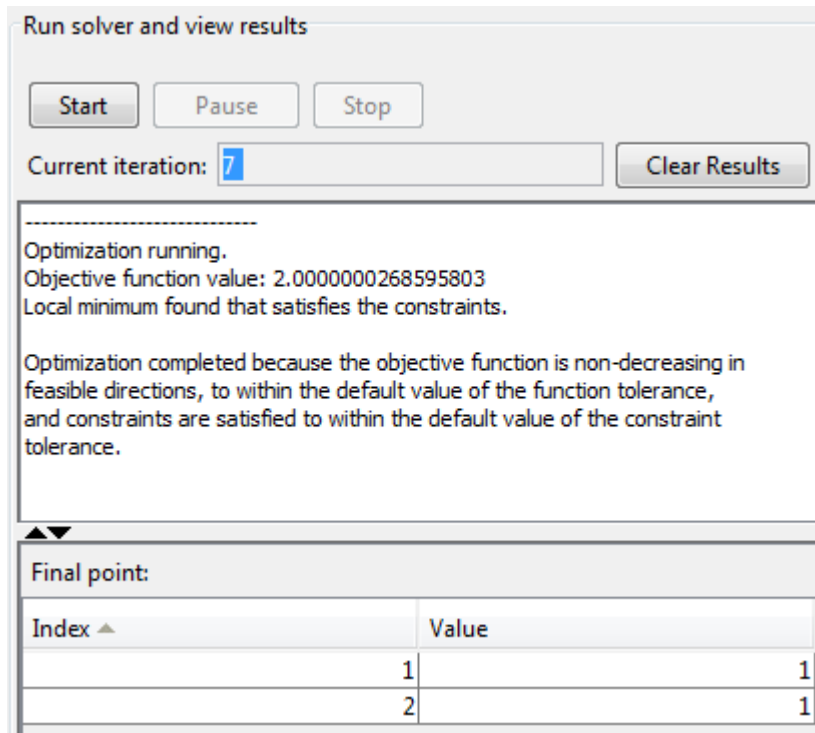 Run solver and view results
Start Pause Stop
Current iteration: 7 Clear Results
------------------------------
Optimization running.
Objective function value: 2.0000000268595803
Local minimum found that satisfies the constraints.
Optimization completed because the objective function is non-decreasing in
feasible directions, to within the default value of the function tolerance,
and constraints are satisfied to within the default value of the constraint
tolerance.
Final point:
Index Value
1 1
2 1